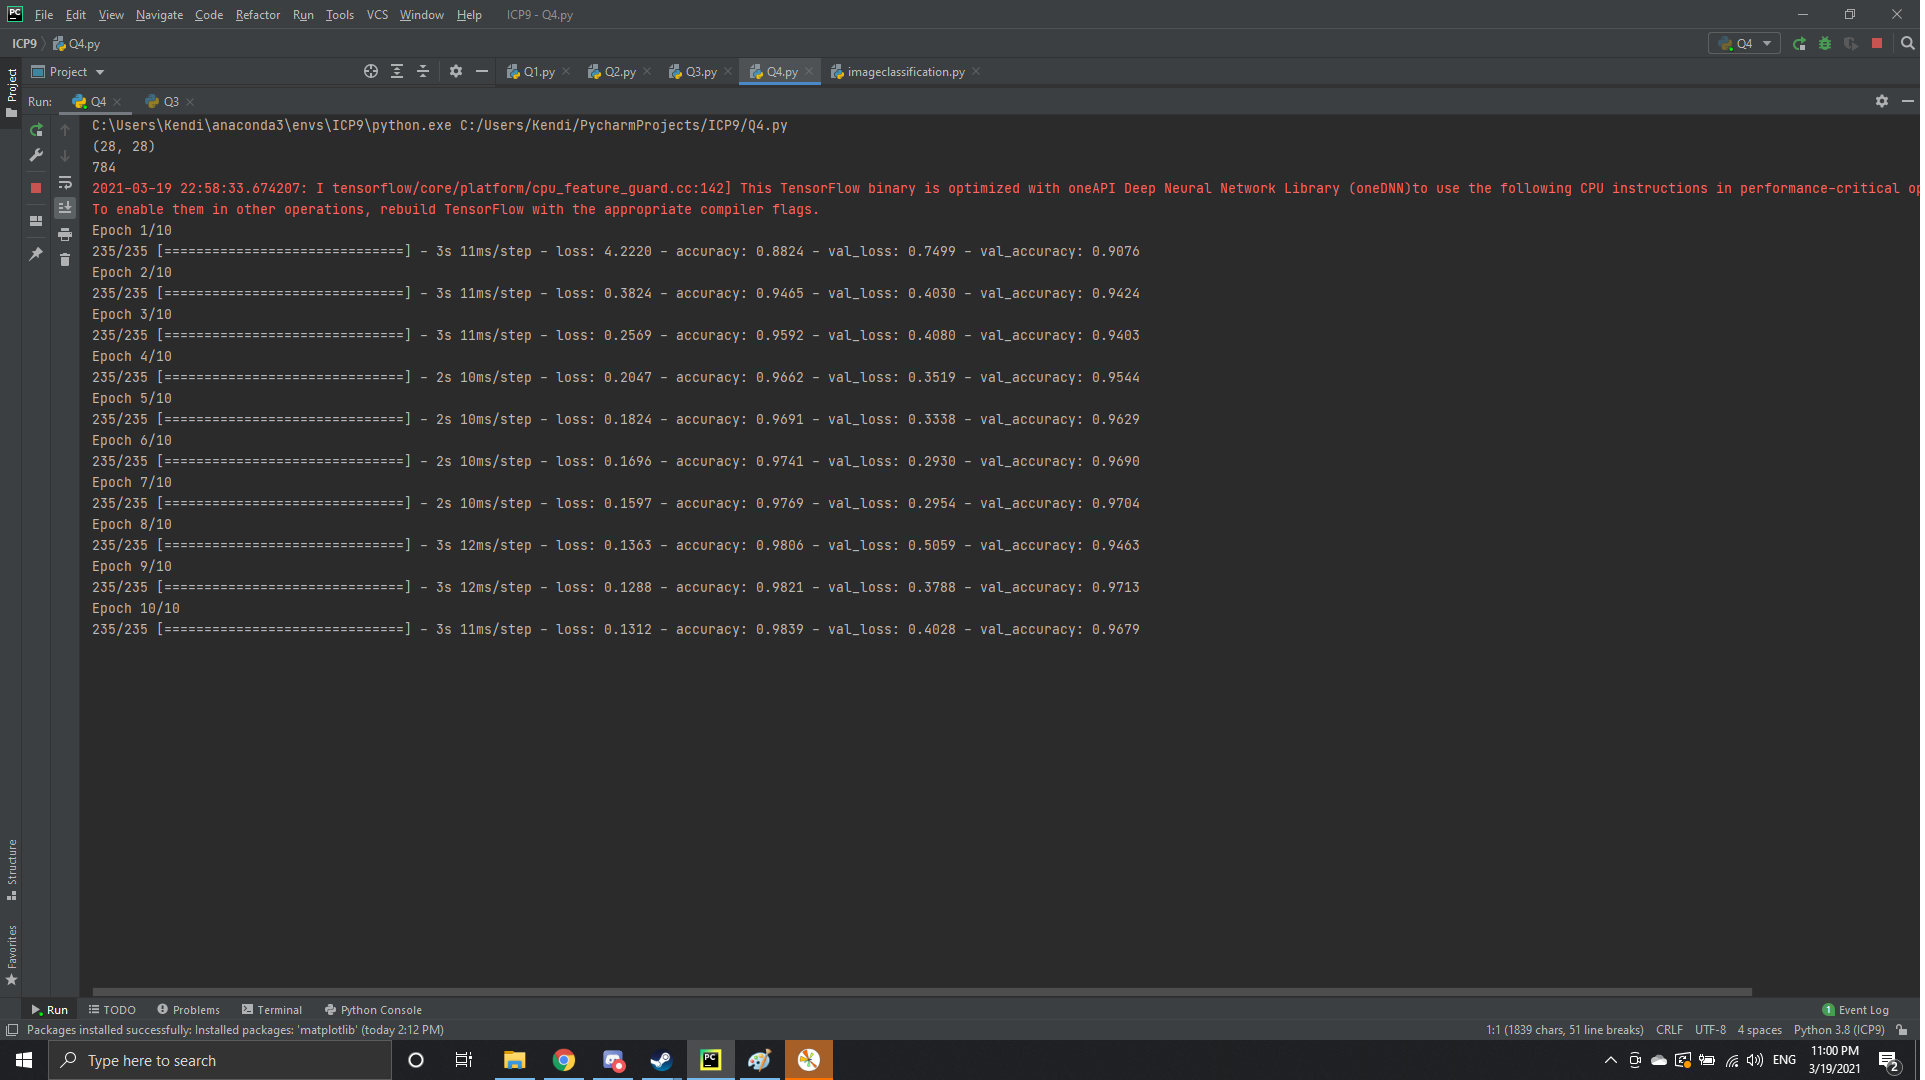 PC File Edit View Navigate Code Refactor Run Tools VCS Window Help ICP9 - Q4.py
ICP9 Q4.py Q4
Project Project Q1.py Q2.py Q3.py Q4.py imageclassification.py
Run: Q4 Q3
C:\Users\Kendi\anaconda3\envs\ICP9\python.exe C:/Users/Kendi/PycharmProjects/ICP9/Q4.py
(28, 28)
784
2021-03-19 22:58:33.674207: I tensorflow/core/platform/cpu_feature_guard.cc:142] This TensorFlow binary is optimized with oneAPI Deep Neural Network Library (oneDNN)to use the following CPU instructions in performance-critical op
To enable them in other operations, rebuild TensorFlow with the appropriate compiler flags.
Epoch 1/10
235/235 [==============================] - 3s 11ms/step - loss: 4.2220 - accuracy: 0.8824 - val_loss: 0.7499 - val_accuracy: 0.9076
Epoch 2/10
235/235 [==============================] - 3s 11ms/step - loss: 0.3824 - accuracy: 0.9465 - val_loss: 0.4030 - val_accuracy: 0.9424
Epoch 3/10
235/235 [==============================] - 3s 11ms/step - loss: 0.2569 - accuracy: 0.9592 - val_loss: 0.4080 - val_accuracy: 0.9403
Epoch 4/10
235/235 [==============================] - 2s 10ms/step - loss: 0.2047 - accuracy: 0.9662 - val_loss: 0.3519 - val_accuracy: 0.9544
Epoch 5/10
235/235 [==============================] - 2s 10ms/step - loss: 0.1824 - accuracy: 0.9691 - val_loss: 0.3338 - val_accuracy: 0.9629
Epoch 6/10
235/235 [==============================] - 2s 10ms/step - loss: 0.1696 - accuracy: 0.9741 - val_loss: 0.2930 - val_accuracy: 0.9690
Epoch 7/10
235/235 [==============================] - 2s 10ms/step - loss: 0.1597 - accuracy: 0.9769 - val_loss: 0.2954 - val_accuracy: 0.9704
Epoch 8/10
235/235 [==============================] - 3s 12ms/step - loss: 0.1363 - accuracy: 0.9806 - val_loss: 0.5059 - val_accuracy: 0.9463
Epoch 9/10
235/235 [==============================] - 3s 12ms/step - loss: 0.1288 - accuracy: 0.9821 - val_loss: 0.3788 - val_accuracy: 0.9713
Epoch 10/10
235/235 [==============================] - 3s 11ms/step - loss: 0.1312 - accuracy: 0.9839 - val_loss: 0.4028 - val_accuracy: 0.9679
Structure
Favorites
Run TODO Problems Terminal Python Console 1 Event Log
Packages installed successfully: Installed packages: 'matplotlib' (today 2:12 PM) 1:1 (1839 chars, 51 line breaks) CRLF UTF-8 4 spaces Python 3.8 (ICP9)
Type here to search PC ENG 11:00 PM
3/19/2021 2